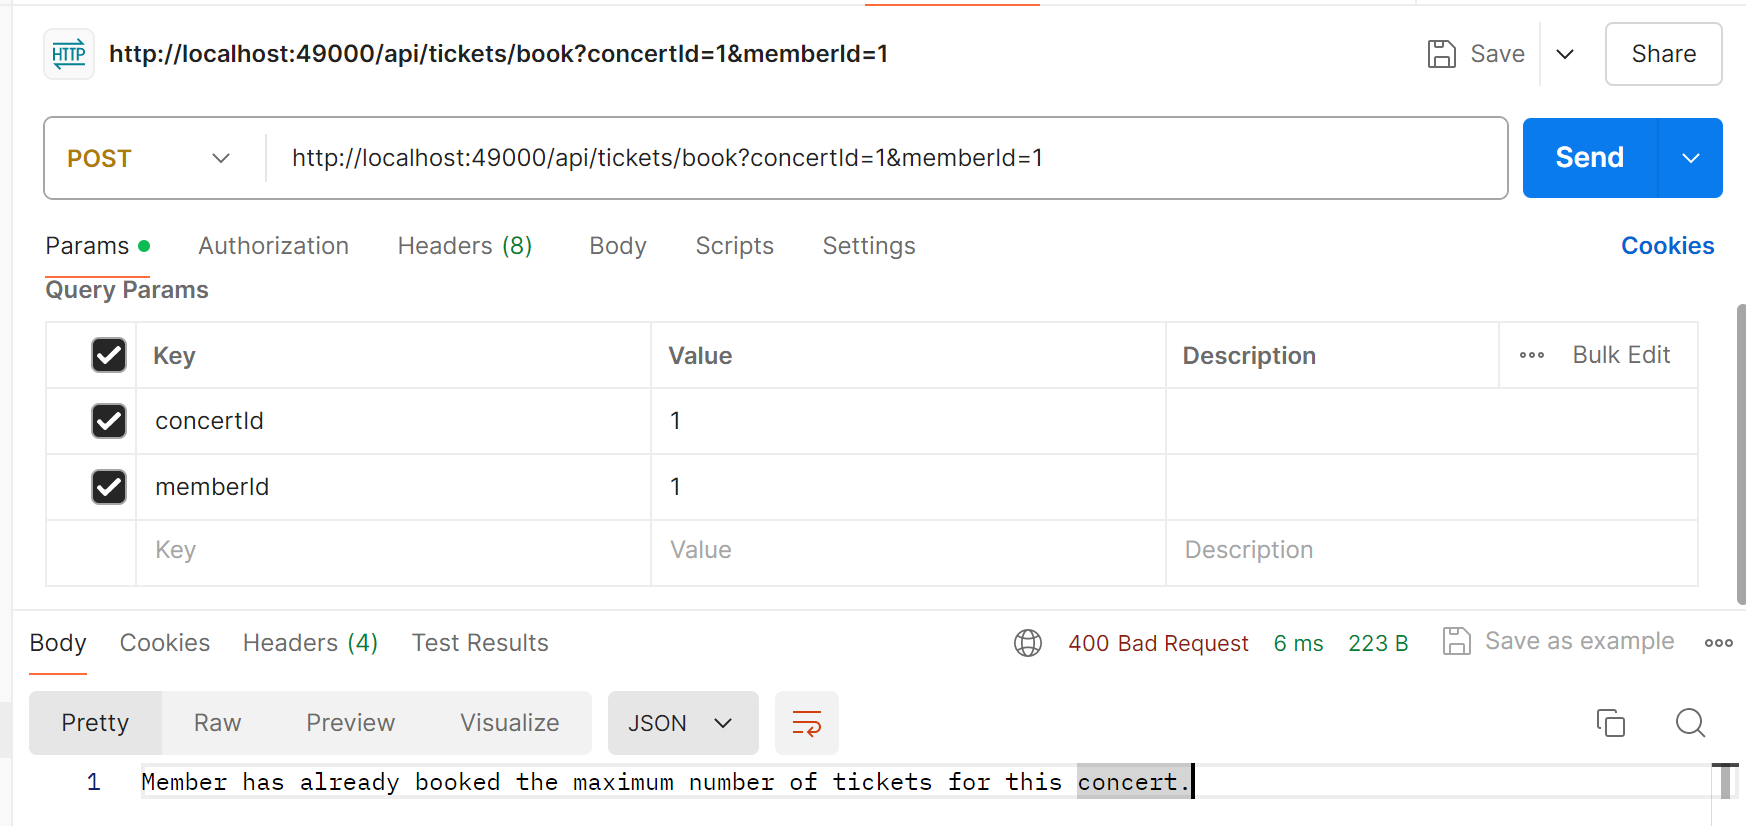 HTTP http://localhost:49000/api/tickets/book?concertId=1&memberId=1 Save Share
POST http://localhost:49000/api/tickets/book?concertId=1&memberId=1 Send
Params Authorization Headers (8) Body Scripts Settings Cookies
Query Params
Key Value Description Bulk Edit
concertId 1
memberId 1
Key Value Description
Body Cookies Headers (4) Test Results 400 Bad Request 6 ms 223 B Save as example
Pretty Raw Preview Visualize JSON
1 Member has already booked the maximum number of tickets for this concert.